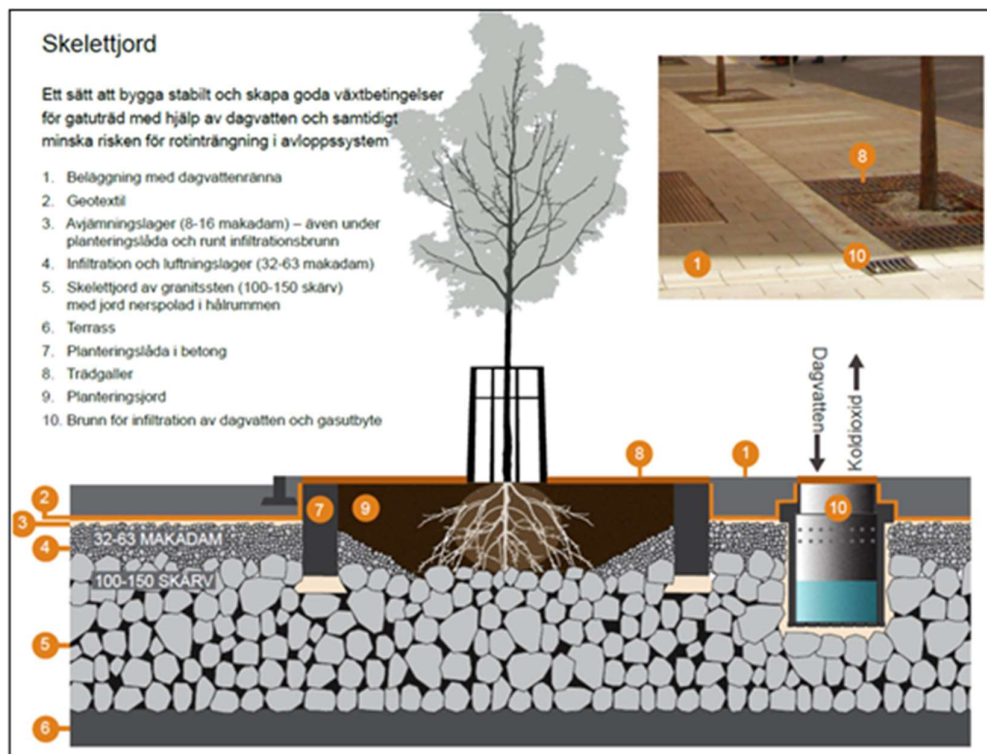 Skelettjord
Ett sätt att bygga stabilt och skapa goda växtbetingelser
för gatuträd med hjälp av dagvatten och samtidigt
minska risken för rotinträngning i avloppssystem
1. Beläggning med dagvattenränna
2. Geotextil
3. Avjämningslager (8-16 makadam) – även under
planteringslåda och runt infiltrationsbrunn
4. Infiltration och luftningslager (32-63 makadam)
5. Skelettjord av granitssten (100-150 skärv)
med jord nerspolad i hålrummen
6. Terrass
7. Planteringslåda i betong
8. Trädgaller
9. Planteringsjord
10. Brunn för infiltration av dagvatten och gasutbyte
8
1
10
Dagvatten
Koldioxid
8
1
2
3
4
7
9
10
32-63 MAKADAM
100-150 SKÄRV
5
6